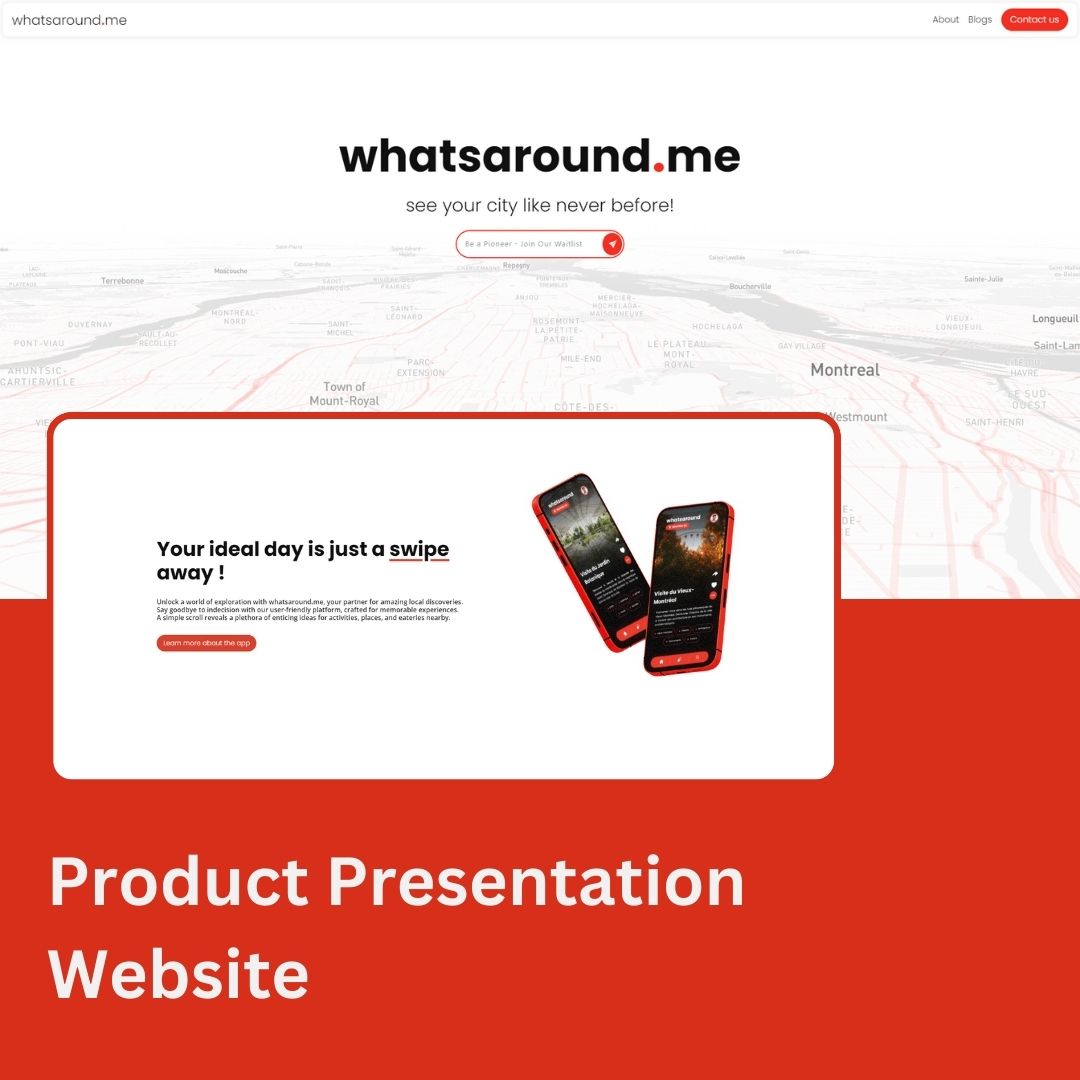 whatsaround.me
About Blogs Contact us
whatsaround.me
see your city like never before!
Be a Pioneer - Join Our Waitlist
Terrebonne
Mascouche
Repentigny
CHARLEMAGNE
Boucherville
Sainte-Julie
DUVERNAY
MONTRÉAL-
NORD
SAINT-
LÉONARD
ANJOU
MERCIER-
HOCHELAGA-
MAISONNEUVE
VIEUX-
LONGUEUIL
Longueuil
PONT-VIAU
SAULT-AU-
RÉCOLLET
SAINT-
MICHEL
ROSEMONT-
LA PETITE-
PATRIE
HOCHELAGA
LE PLATEAU
MONT-
ROYAL
GAY VILLAGE
Saint-Lam
AHUNTSIC-
CARTIERVILLE
PARC-
EXTENSION
MILE-END
Montreal
CITÉ-DU-
HAVRE
Town of
Mount-Royal
CÔTE-DES-
Westmount
LE SUD-
OUEST
SAINT-HENRI
Your ideal day is just a swipe
away !
Unlock a world of exploration with whatsaround.me, your partner for amazing local discoveries.
Say goodbye to indecision with our user-friendly platform, crafted for memorable experiences.
A simple scroll reveals a plethora of enticing ideas for activities, places, and eateries nearby.
Learn more about the app
whatsaround
Visite du Jardin
Botanique
whatsaround
Visite du Vieux-
Montréal
Product Presentation
Website